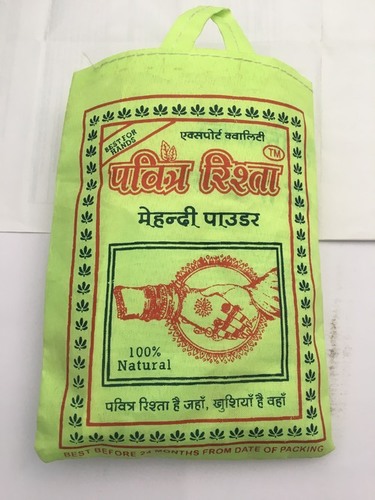 BEST FOR
HANDS
एक्सपोर्ट क्वालिटी
पवित्र रिश्ता TM
मेहन्दी पाउडर
100%
Natural
पवित्र रिश्ता है जहाँ, खुशियाँ है वहाँ
BEST BEFORE 24 MONTHS FROM DATE OF PACKING